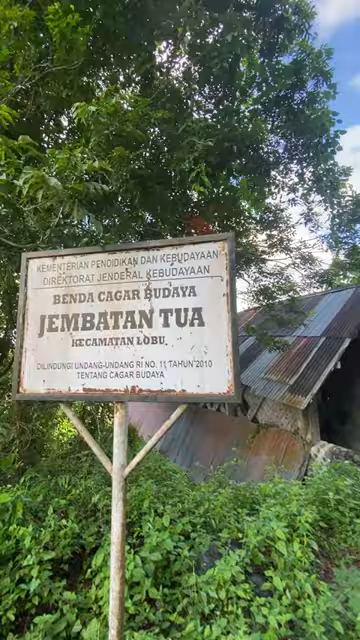 KEMENTERIAN PENDIDIKAN DAN KEBUDAYAAN
DIREKTORAT JENDERAL KEBUDAYAAN
BENDA CAGAR BUDAYA
JEMBATAN TUA
KECAMATAN LOBU
DILINDUNGI UNDANG-UNDANG RI NO. 11 TAHUN 2010
TENTANG CAGAR BUDAYA